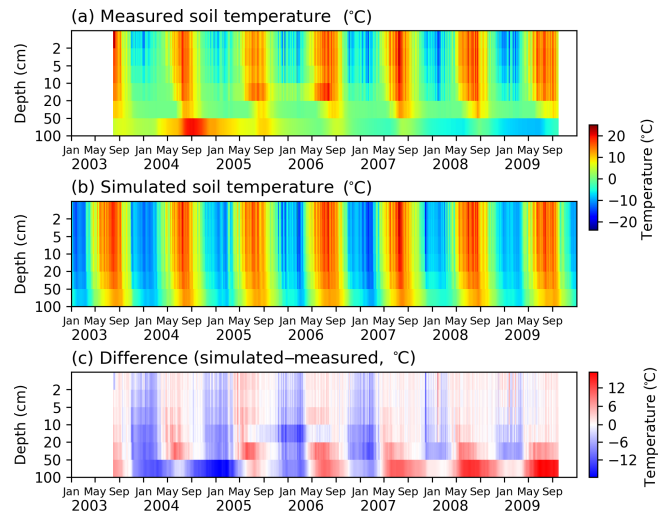 (a) Measured soil temperature (°C)
Depth (cm)
2
5
10
20
50
100
Jan May Sep Jan May Sep Jan May Sep Jan May Sep Jan May Sep Jan May Sep Jan May Sep
2003 2004 2005 2006 2007 2008 2009
(b) Simulated soil temperature (°C)
Depth (cm)
2
5
10
20
50
100
Jan May Sep Jan May Sep Jan May Sep Jan May Sep Jan May Sep Jan May Sep Jan May Sep
2003 2004 2005 2006 2007 2008 2009
20
10
0
−10
−20
Temperature (°C)
(c) Difference (simulated−measured, °C)
Depth (cm)
2
5
10
20
50
100
Jan May Sep Jan May Sep Jan May Sep Jan May Sep Jan May Sep Jan May Sep Jan May Sep
2003 2004 2005 2006 2007 2008 2009
12
6
0
−6
−12
Temperature (°C)